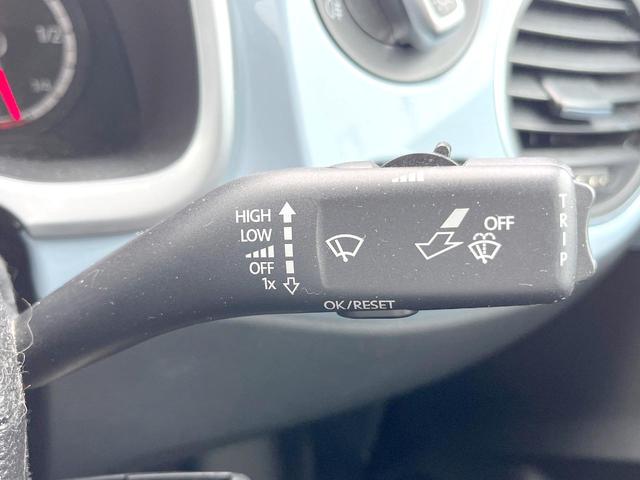 1/2
HIGH
LOW
OFF
1x
OFF
TRIP
OK/RESET